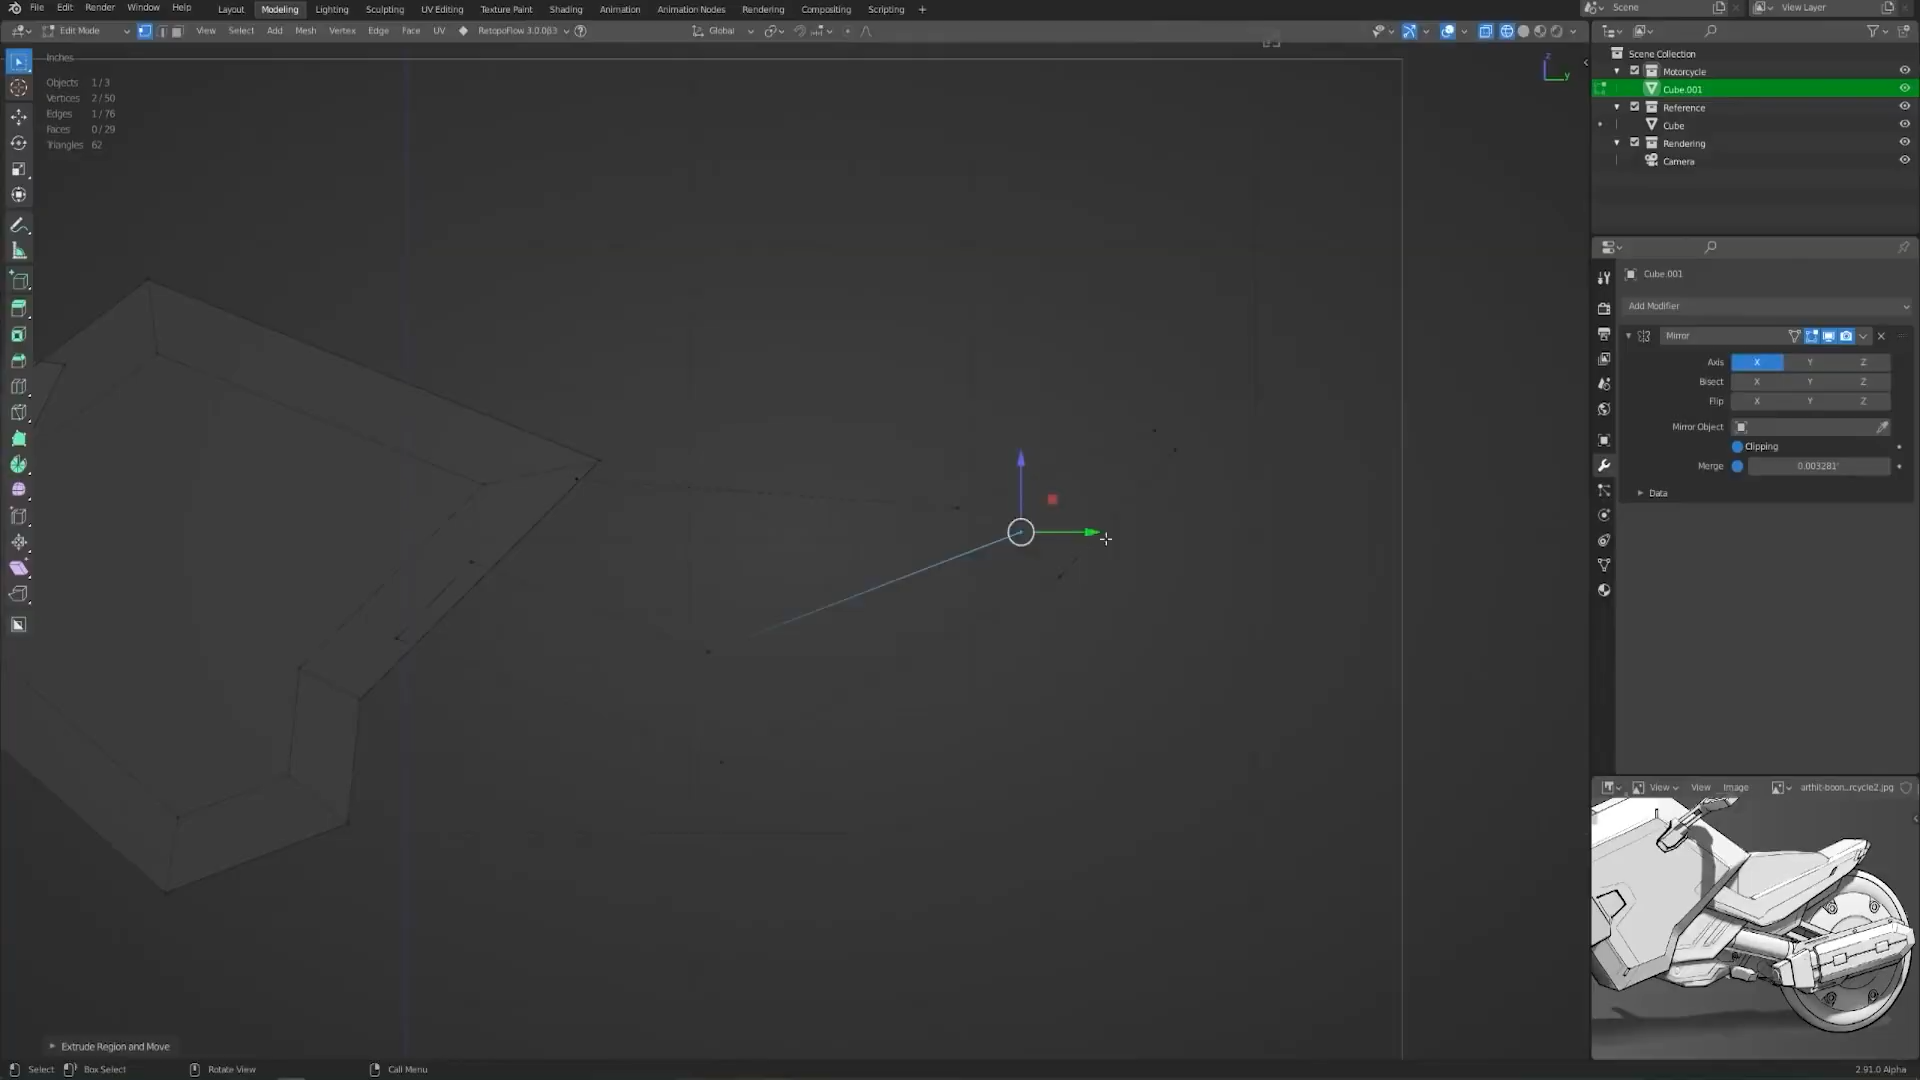 File Edit Render Window Help Layout Modeling Lighting Sculpting UV Editing Texture Paint Shading Animation Animation Nodes Rendering Compositing Scripting + Scene View Layer
Edit Mode View Select Add Mesh Vertex Edge Face UV RetopoFlow 3.0.0β3 Global
Inches
Objects 1 / 3
Vertices 2 / 50
Edges 1 / 76
Faces 0 / 29
Triangles 62
z
y
Scene Collection
Motorcycle
Cube.001
Reference
Cube
Rendering
Camera
Cube.001
Add Modifier
Mirror
Axis X Y Z
Bisect X Y Z
Flip X Y Z
Mirror Object
Clipping
Merge 0.003281'
Data
View View Image arthit-boon...rcycle2.jpg
Extrude Region and Move
Select Box Select Rotate View Call Menu 2.91.0 Alpha